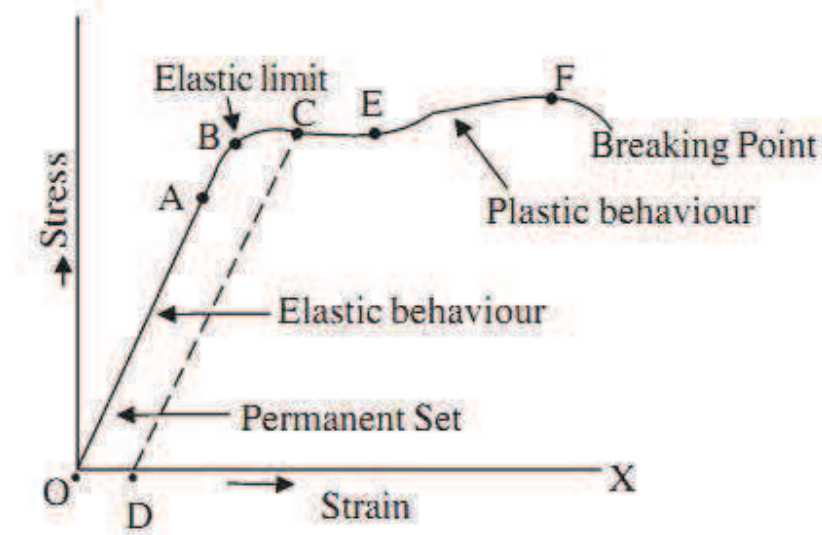 Elastic limit
F
C
E
B
Breaking Point
A
Plastic behaviour
Stress
Elastic behaviour
Permanent Set
O
D
Strain
X